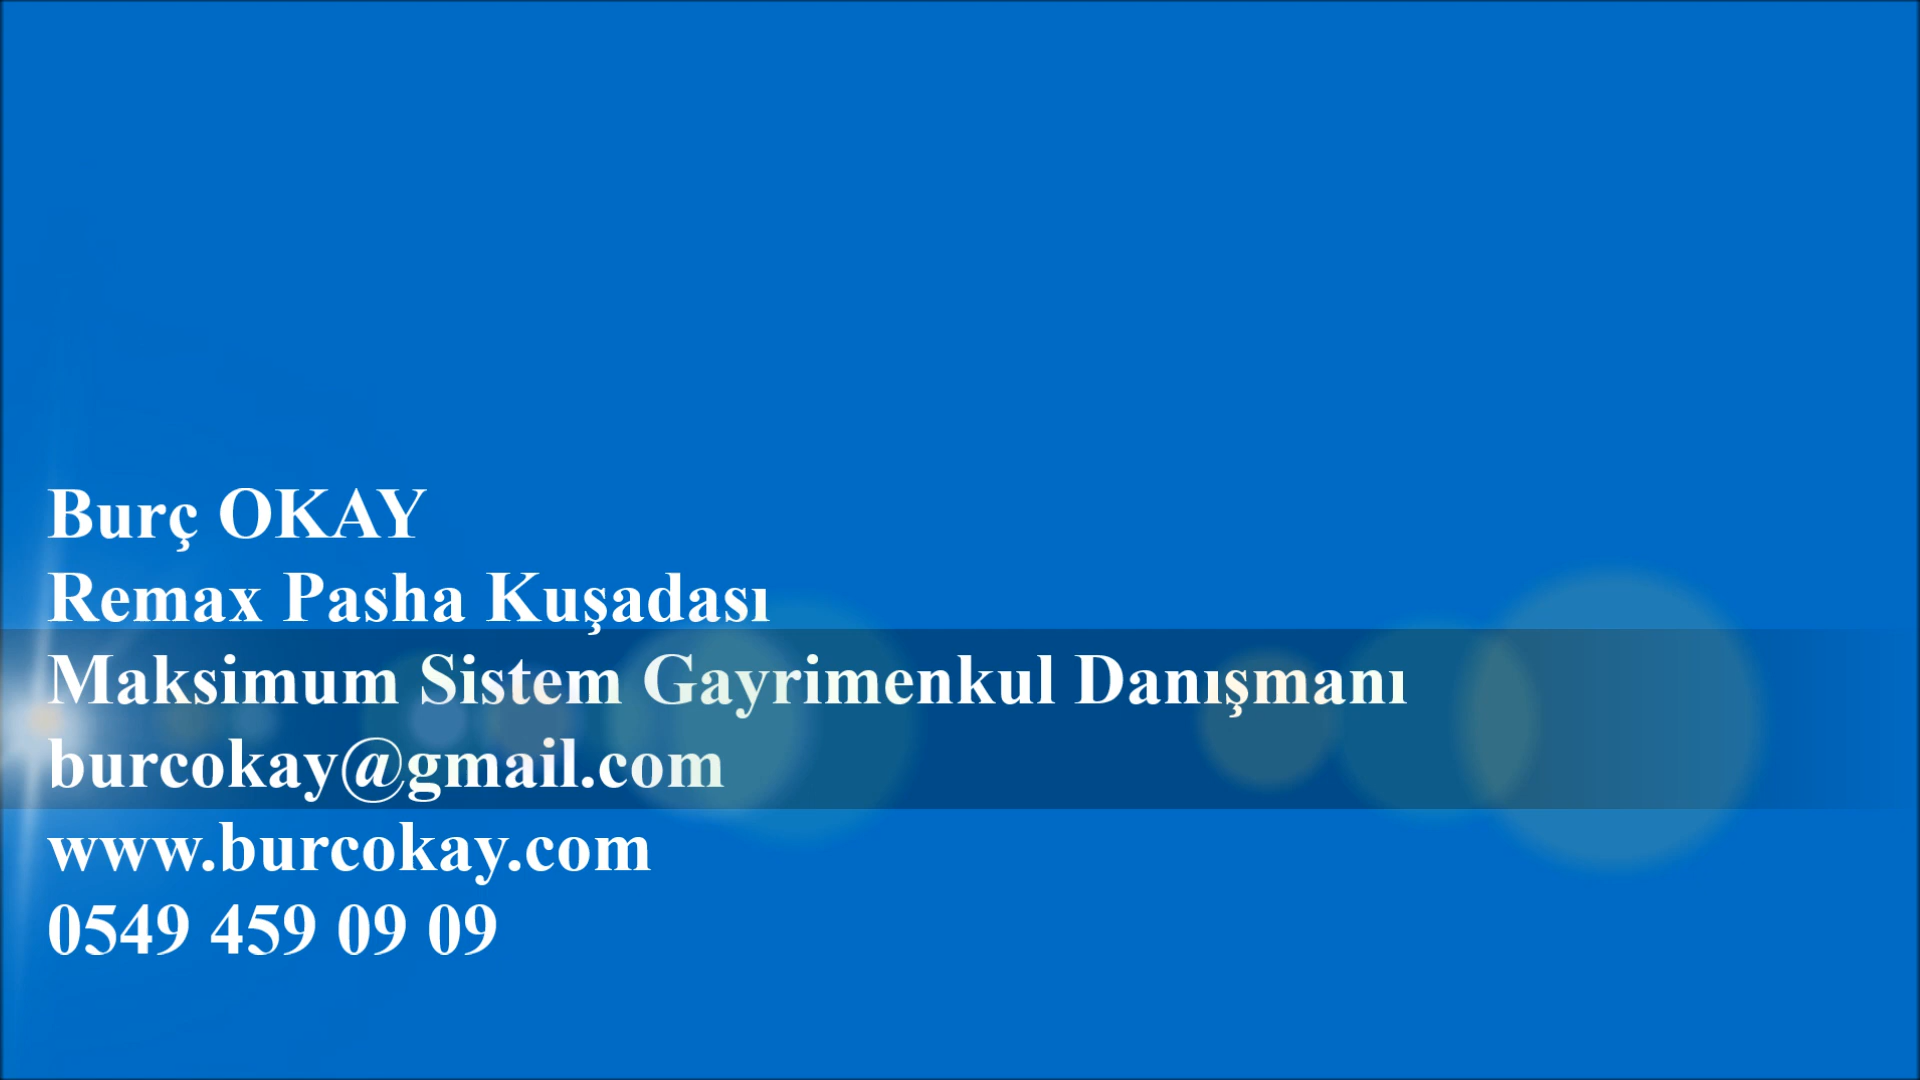 Burç OKAY
Remax Pasha Kuşadası
Maksimum Sistem Gayrimenkul Danışmanı
burcokay@gmail.com
www.burcokay.com
0549 459 09 09